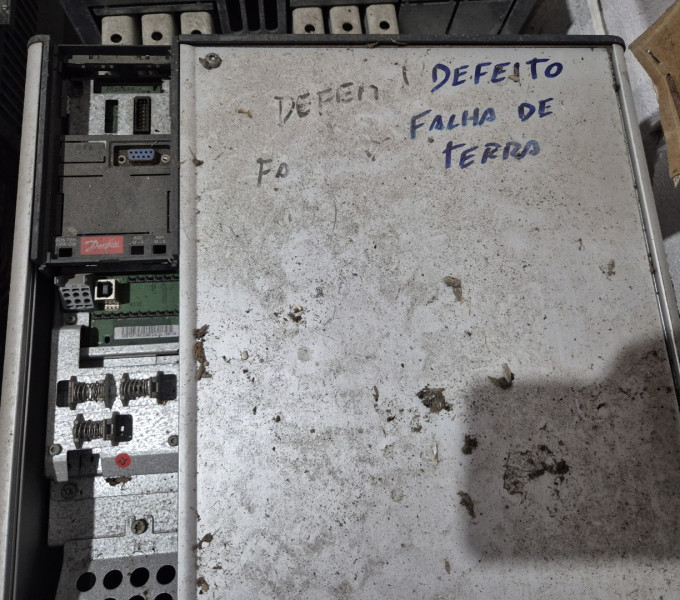 DEFEITO
FALHA DE
TERRA
Danfoss